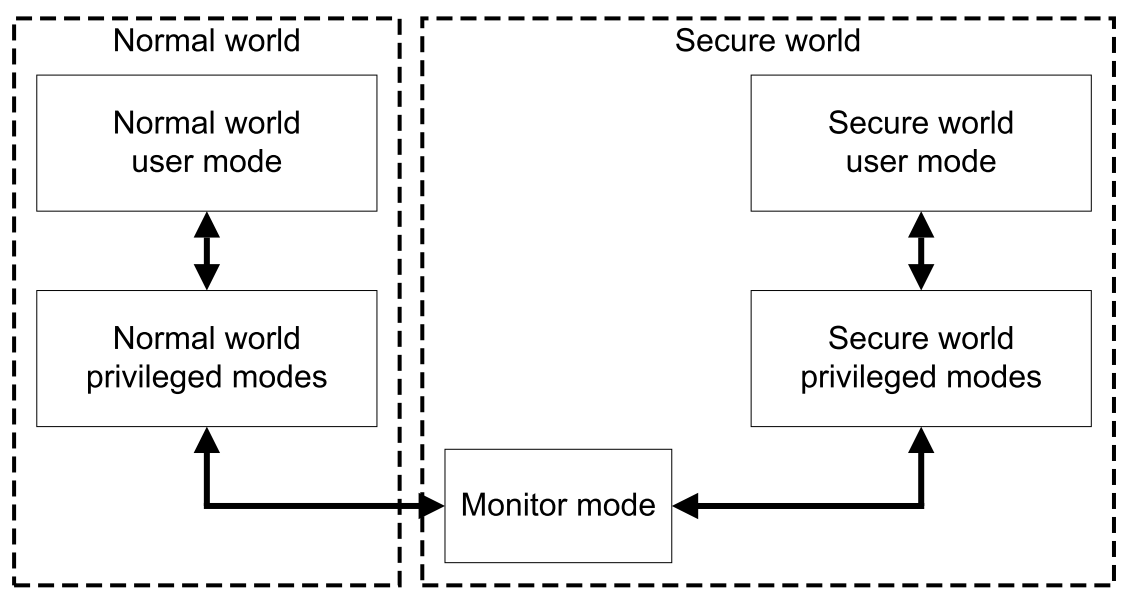 Normal world
Normal world
user mode
Normal world
privileged modes
Secure world
Secure world
user mode
Secure world
privileged modes
Monitor mode